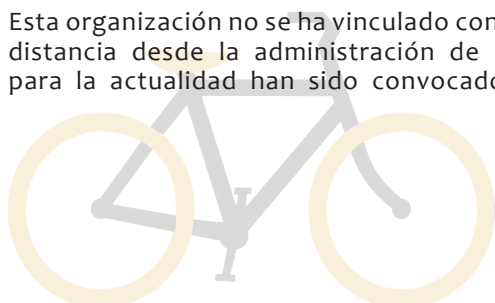 Esta organización no se ha vinculado con
distancia desde la administración de
para la actualidad han sido convocado